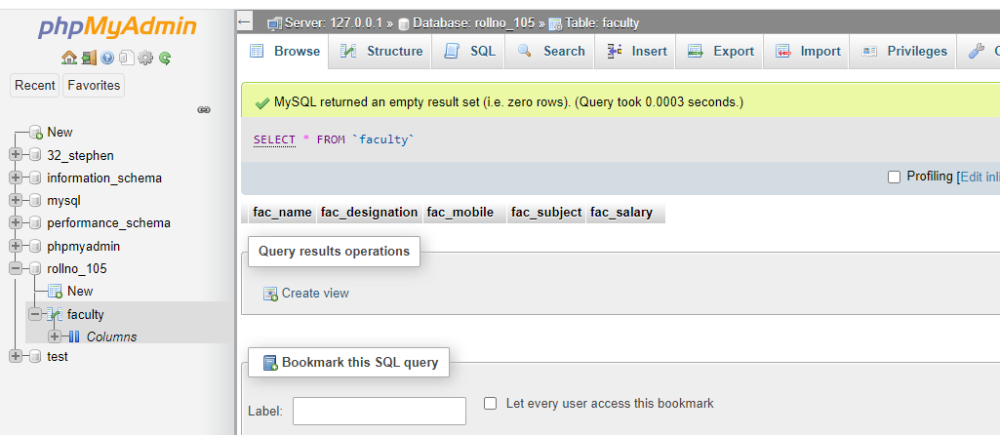 phpMyAdmin
Recent Favorites
New
32_stephen
information_schema
mysql
performance_schema
phpmyadmin
rollno_105
New
faculty
Columns
test
Server: 127.0.0.1 » Database: rollno_105 » Table: faculty
Browse Structure SQL Search Insert Export Import Privileges
MySQL returned an empty result set (i.e. zero rows). (Query took 0.0003 seconds.)
SELECT * FROM `faculty`
Profiling [Edit inli
fac_name fac_designation fac_mobile fac_subject fac_salary
Query results operations
Create view
Bookmark this SQL query
Label: Let every user access this bookmark